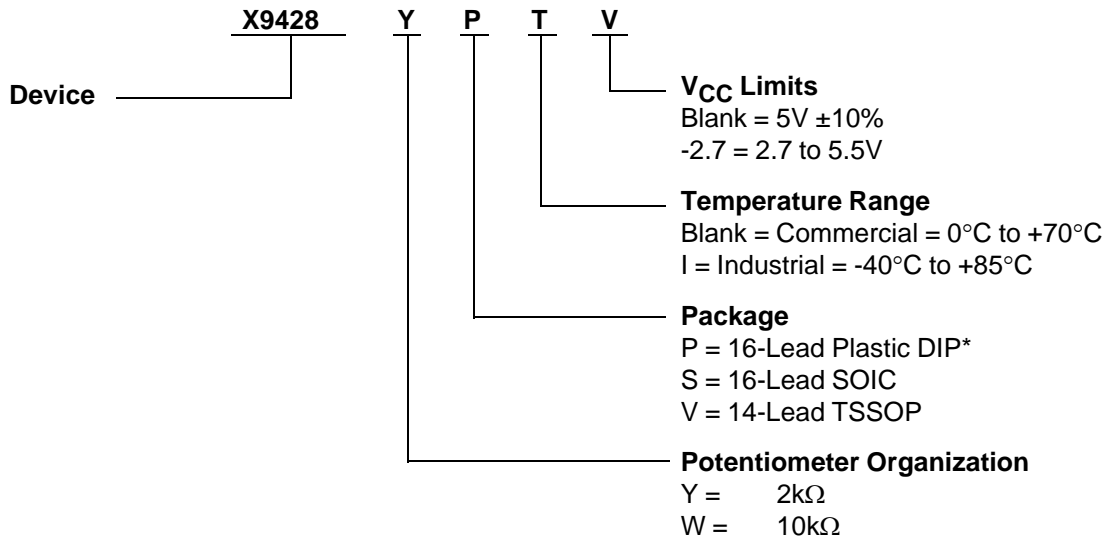 X9428 Y P T V
Device
VCC Limits
Blank = 5V ±10%
-2.7 = 2.7 to 5.5V
Temperature Range
Blank = Commercial = 0°C to +70°C
I = Industrial = -40°C to +85°C
Package
P = 16-Lead Plastic DIP*
S = 16-Lead SOIC
V = 14-Lead TSSOP
Potentiometer Organization
Y = 2kΩ
W = 10kΩ